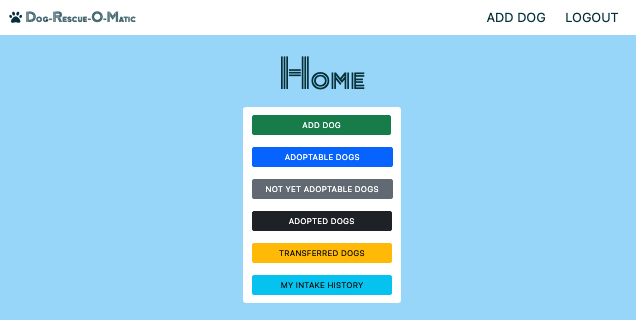 Dog-Rescue-O-Matic
ADD DOG LOGOUT
Home
ADD DOG
ADOPTABLE DOGS
NOT YET ADOPTABLE DOGS
ADOPTED DOGS
TRANSFERRED DOGS
MY INTAKE HISTORY